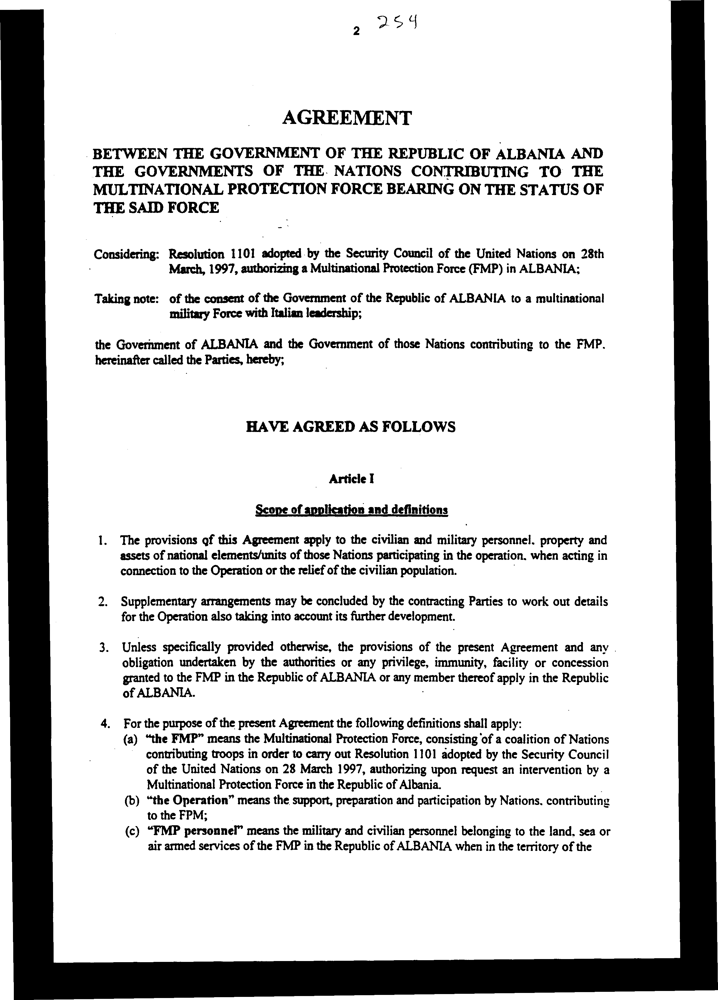 254
2
AGREEMENT
BETWEEN THE GOVERNMENT OF THE REPUBLIC OF ALBANIA AND
THE GOVERNMENTS OF THE NATIONS CONTRIBUTING TO THE
MULTINATIONAL PROTECTION FORCE BEARING ON THE STATUS OF
THE SAID FORCE
Considering: Resolution 1101 adopted by the Security Council of the United Nations on 28th
March, 1997, authorizing a Multinational Protection Force (FMP) in ALBANIA;
Taking note: of the consent of the Government of the Republic of ALBANIA to a multinational
military Force with Italian leadership;
the Government of ALBANIA and the Government of those Nations contributing to the FMP.
hereinafter called the Parties, hereby;
HAVE AGREED AS FOLLOWS
Article I
Scope of application and definitions
1. The provisions of this Agreement apply to the civilian and military personnel. property and
assets of national elements/units of those Nations participating in the operation. when acting in
connection to the Operation or the relief of the civilian population.
2. Supplementary arrangements may be concluded by the contracting Parties to work out details
for the Operation also taking into account its further development.
3. Unless specifically provided otherwise, the provisions of the present Agreement and any
obligation undertaken by the authorities or any privilege, immunity, facility or concession
granted to the FMP in the Republic of ALBANIA or any member thereof apply in the Republic
of ALBANIA.
4. For the purpose of the present Agreement the following definitions shall apply:
(a) “the FMP” means the Multinational Protection Force, consisting of a coalition of Nations
contributing troops in order to carry out Resolution 1101 adopted by the Security Council
of the United Nations on 28 March 1997, authorizing upon request an intervention by a
Multinational Protection Force in the Republic of Albania.
(b) “the Operation” means the support, preparation and participation by Nations. contributing
to the FPM;
(c) “FMP personnel” means the military and civilian personnel belonging to the land, sea or
air armed services of the FMP in the Republic of ALBANIA when in the territory of the